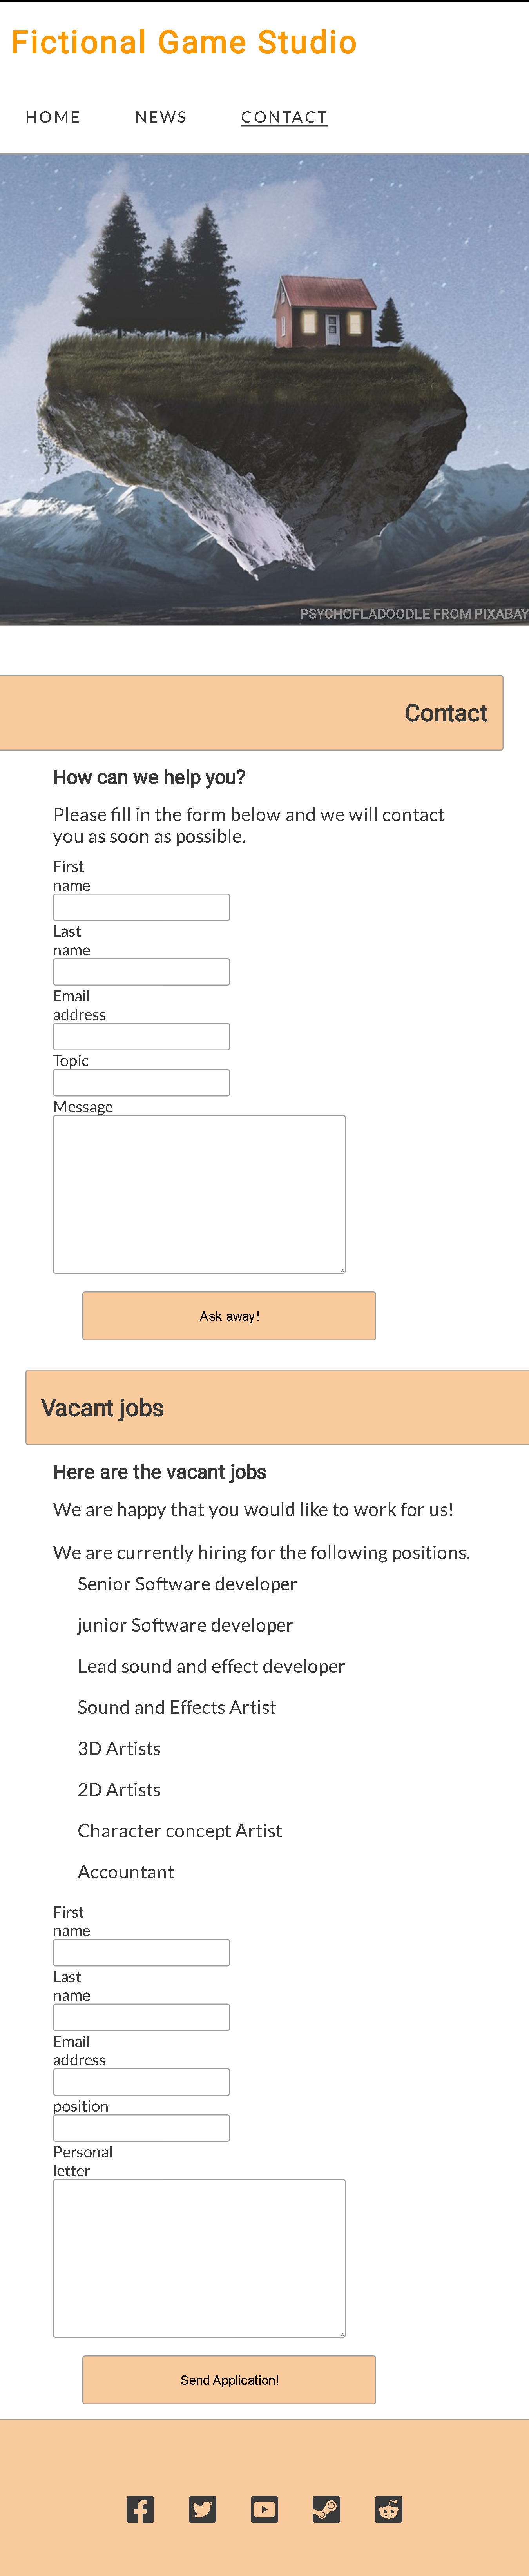 Fictional Game Studio
HOME NEWS CONTACT
PSYCHOFLADOODLE FROM PIXABAY
Contact
How can we help you?
Please fill in the form below and we will contact
you as soon as possible.
First
name
Last
name
Email
address
Topic
Message
Ask away!
Vacant jobs
Here are the vacant jobs
We are happy that you would like to work for us!
We are currently hiring for the following positions.
Senior Software developer
junior Software developer
Lead sound and effect developer
Sound and Effects Artist
3D Artists
2D Artists
Character concept Artist
Accountant
First
name
Last
name
Email
address
position
Personal
letter
Send Application!